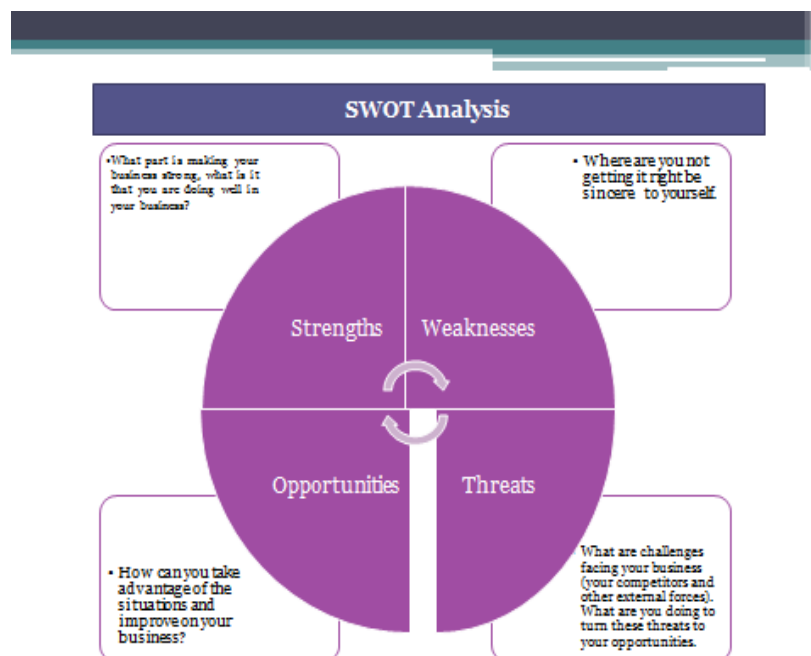 SWOT Analysis
•What part is making your
business strong, what is it
that you are doing well in
your business?
• Where are you not
getting it right be
sincere to yourself.
Strengths
Weaknesses
Opportunities
Threats
• How can you take
advantage of the
situations and
improve on your
business?
What are challenges
facing your business
(your competitors and
other external forces).
What are you doing to
turn these threats to
your opportunities.